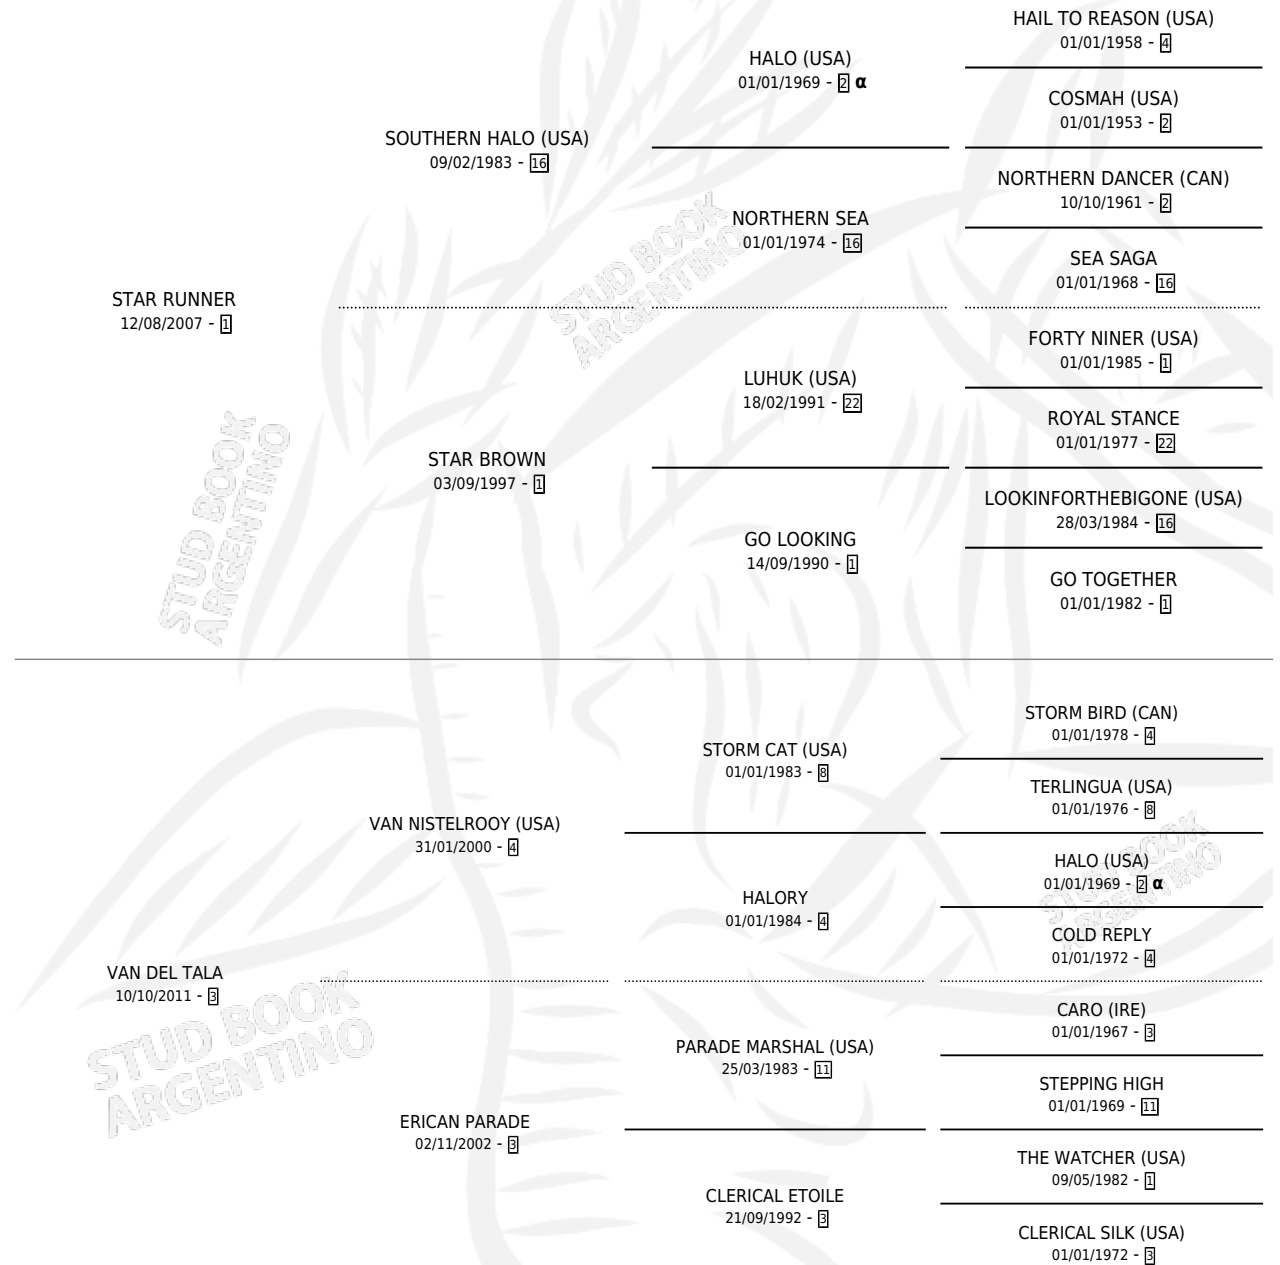 HAIL TO REASON (USA)
01/01/1958 - 4
HALO (USA)
01/01/1969 - 2 α
COSMAH (USA)
01/01/1953 - 2
SOUTHERN HALO (USA)
09/02/1983 - 16
NORTHERN DANCER (CAN)
10/10/1961 - 2
NORTHERN SEA
01/01/1974 - 16
SEA SAGA
01/01/1968 - 16
STUD BOOK
ARGENTINO
STAR RUNNER
12/08/2007 - 1
FORTY NINER (USA)
01/01/1985 - 1
LUHUK (USA)
18/02/1991 - 22
ROYAL STANCE
01/01/1977 - 22
STAR BROWN
03/09/1997 - 1
LOOKINFORTHEBIGONE (USA)
28/03/1984 - 16
GO LOOKING
14/09/1990 - 1
GO TOGETHER
01/01/1982 - 1
STUD BOOK
ARGENTINO
STORM BIRD (CAN)
01/01/1978 - 4
STORM CAT (USA)
01/01/1983 - 8
TERLINGUA (USA)
01/01/1976 - 8
VAN NISTELROOY (USA)
31/01/2000 - 4
HALO (USA)
01/01/1969 - 2 α
STUD BOOK
ARGENTINO
HALORY
01/01/1984 - 4
COLD REPLY
01/01/1972 - 4
VAN DEL TALA
10/10/2011 - 3
STUD BOOK
ARGENTINO
CARO (IRE)
01/01/1967 - 3
PARADE MARSHAL (USA)
25/03/1983 - 11
STEPPING HIGH
01/01/1969 - 11
ERICAN PARADE
02/11/2002 - 3
THE WATCHER (USA)
09/05/1982 - 1
CLERICAL ETOILE
21/09/1992 - 3
CLERICAL SILK (USA)
01/01/1972 - 3